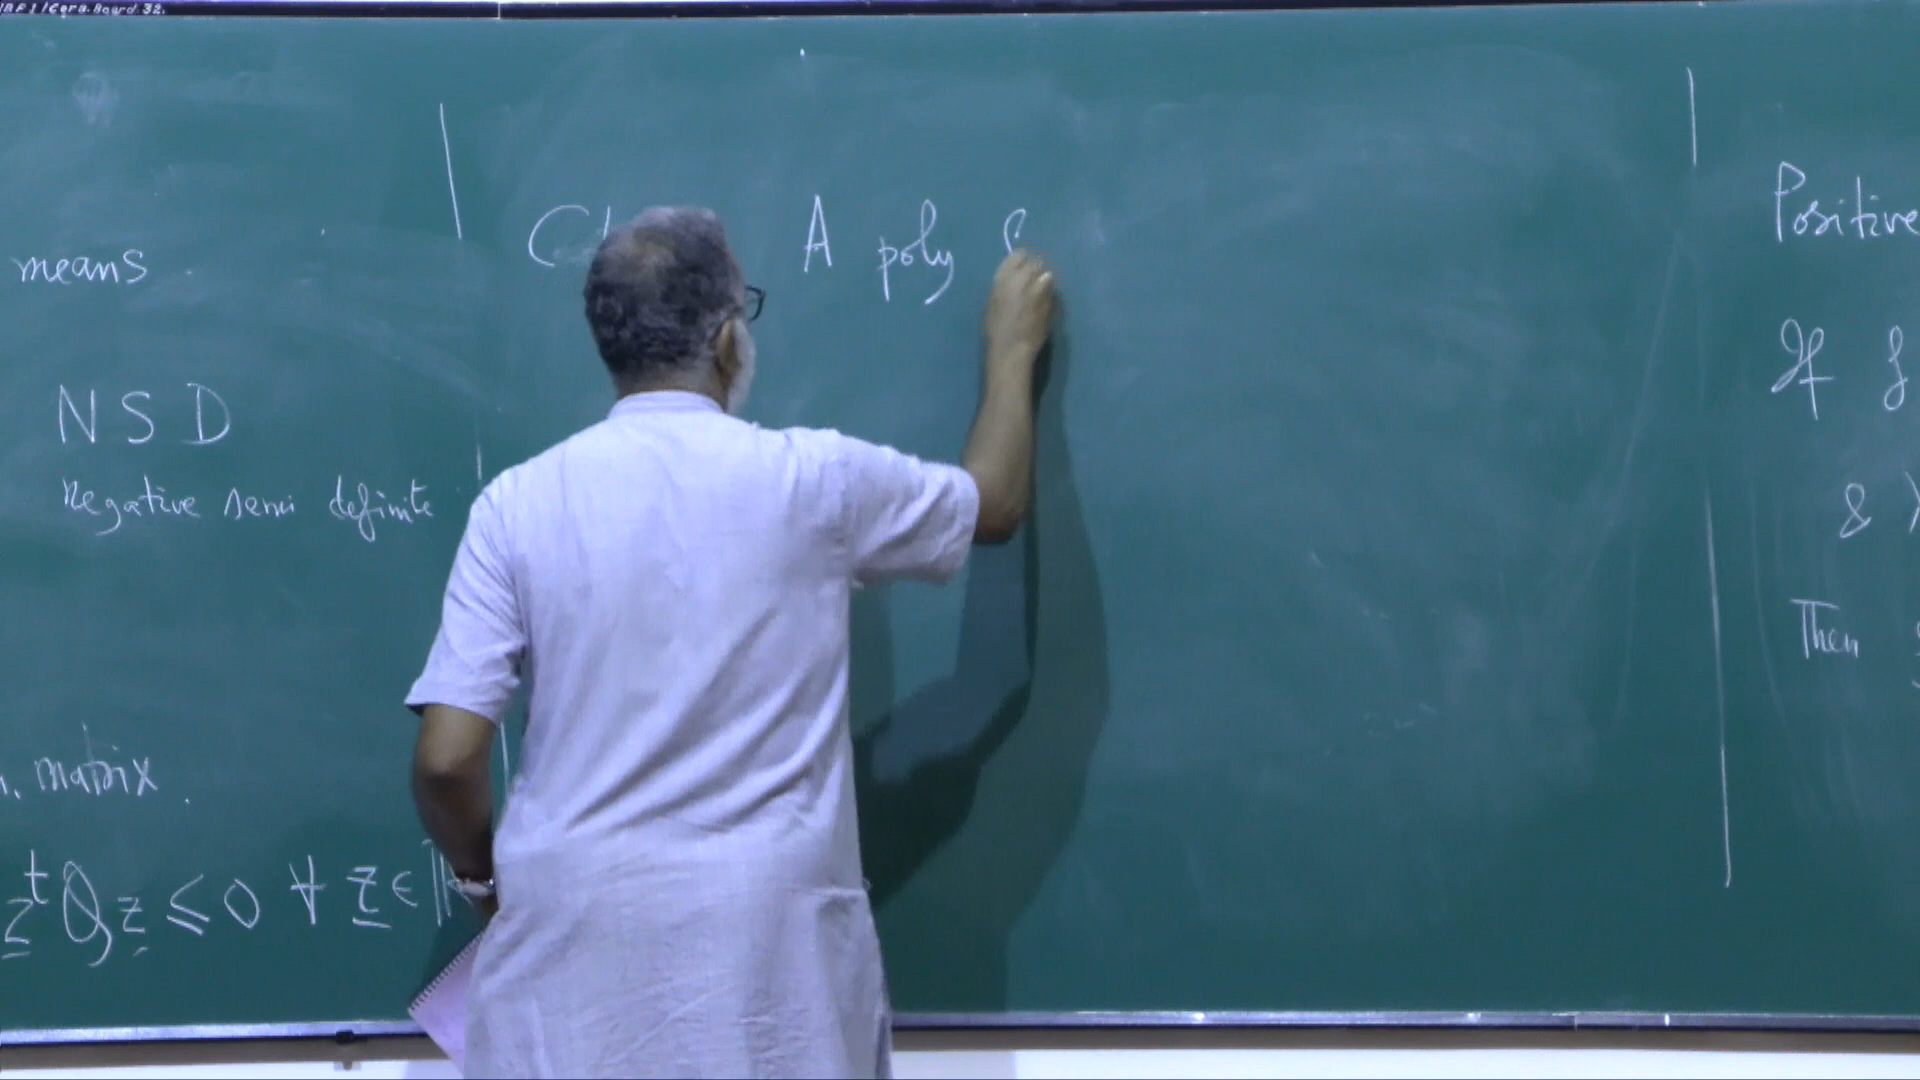 means
NSD
Negative semi definite
matrix.
z^t Q z ≤ 0 ∀ z ∈ ℝ
A poly
Positive
If f
&
Then